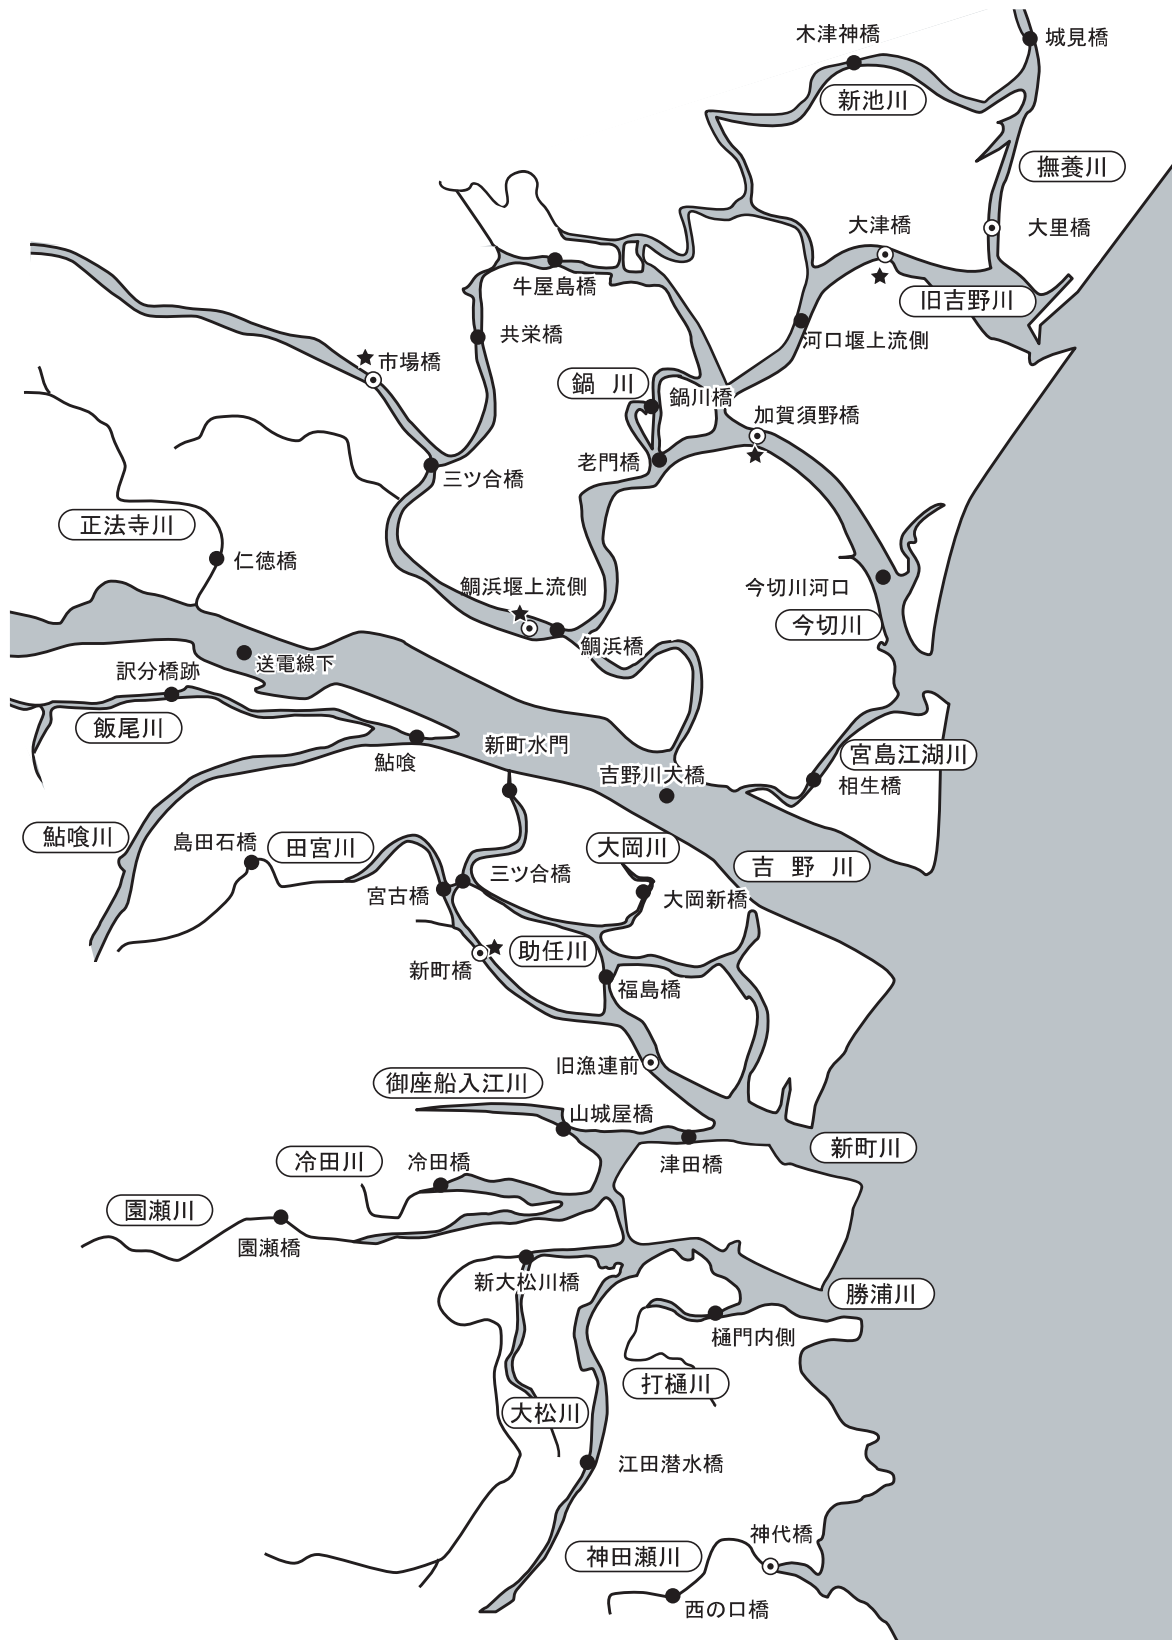 木津神橋
城見橋
新池川
撫養川
大津橋
大里橋
牛屋島橋
旧吉野川
共栄橋
河口堰上流側
市場橋
鍋 川
鍋川橋
加賀須野橋
老門橋
三ツ合橋
正法寺川
仁徳橋
鯛浜堰上流側
今切川河口
今切川
鯛浜橋
送電線下
訳分橋跡
飯尾川
新町水門
鮎喰
宮島江湖川
吉野川大橋
相生橋
鮎喰川
島田石橋
田宮川
大岡川
吉 野 川
三ツ合橋
宮古橋
大岡新橋
助任川
新町橋
福島橋
旧漁連前
御座船入江川
山城屋橋
新町川
冷田川
冷田橋
津田橋
園瀬川
園瀬橋
新大松川橋
勝浦川
樋門内側
打樋川
大松川
江田潜水橋
神代橋
神田瀬川
西の口橋